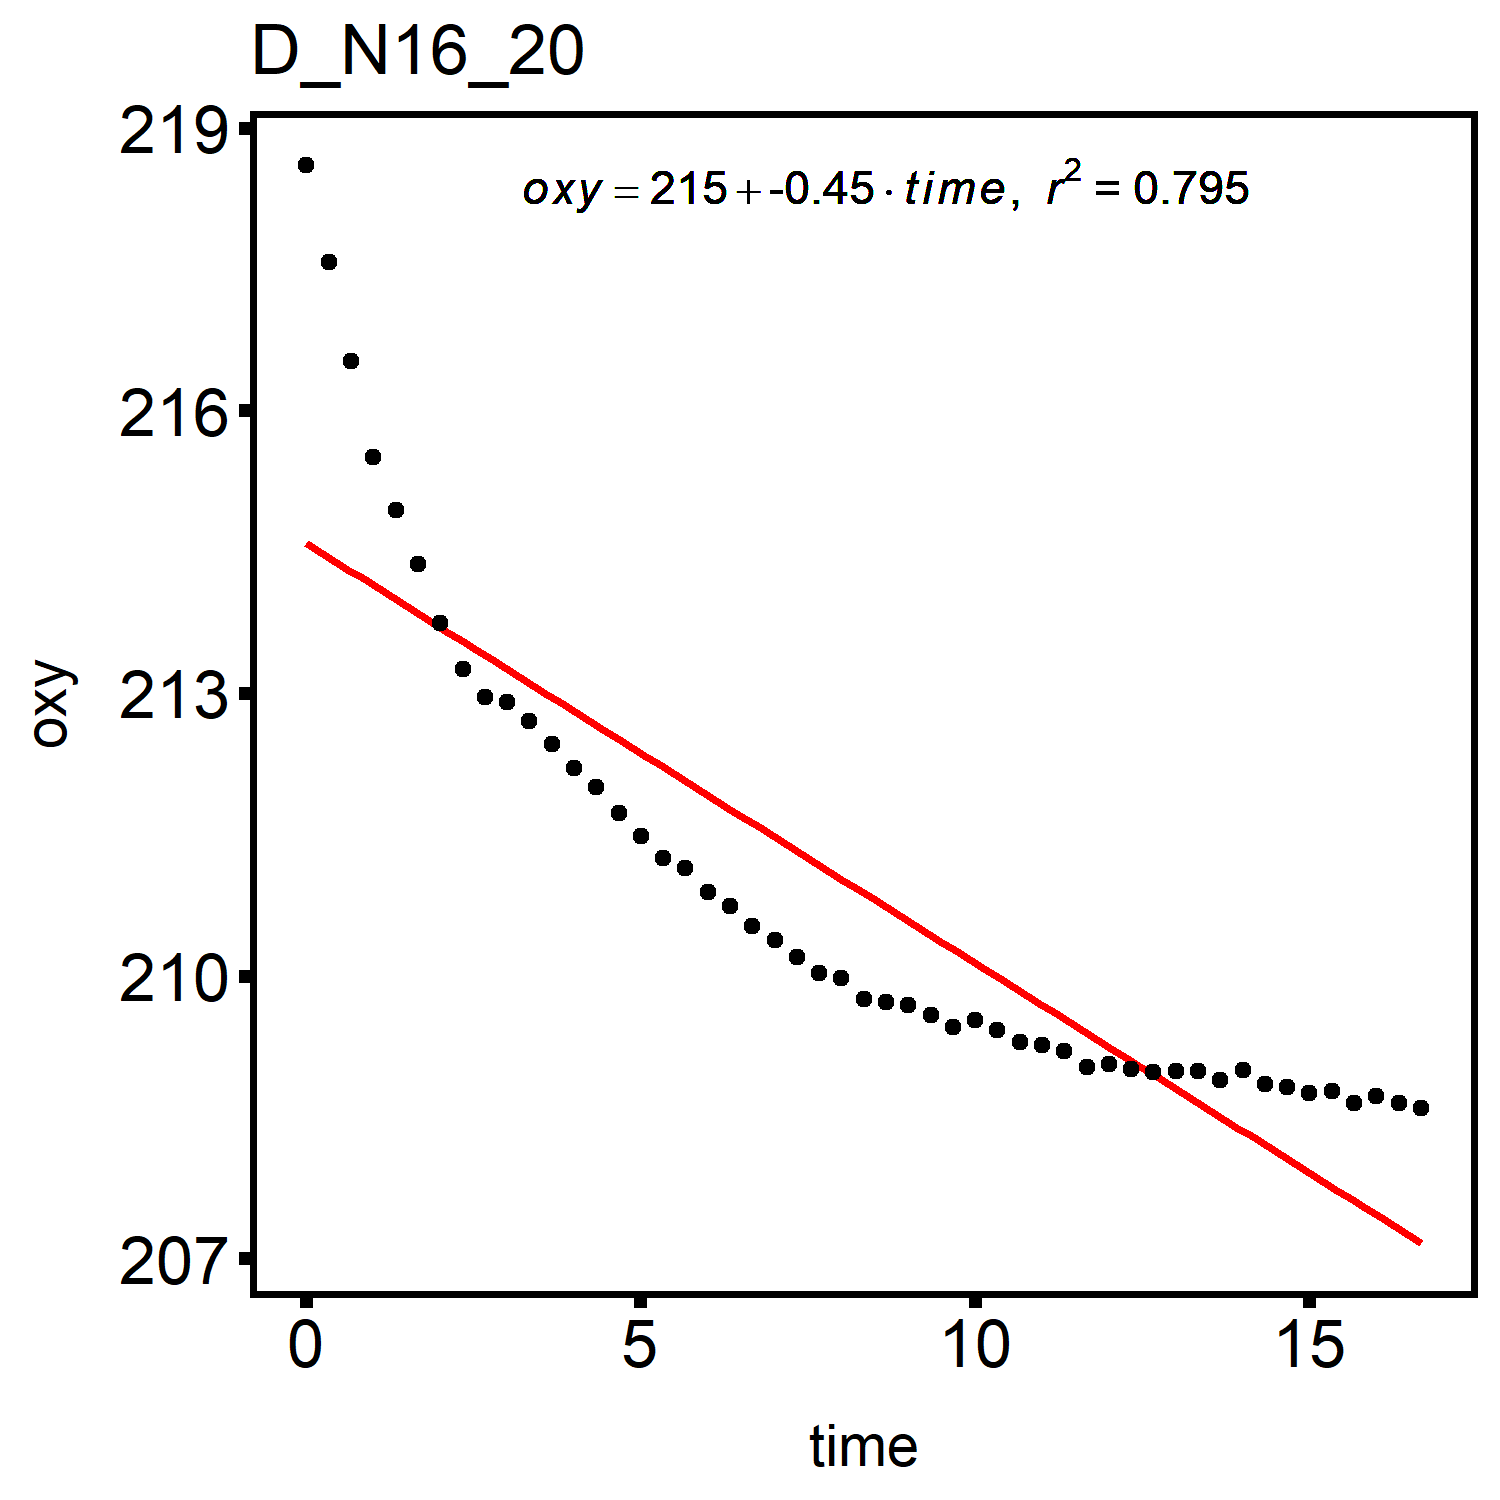 D_N16_20
219
oxy = 215 + -0.45 · time, r² = 0.795
216
213
oxy
210
207
0 5 10 15
time